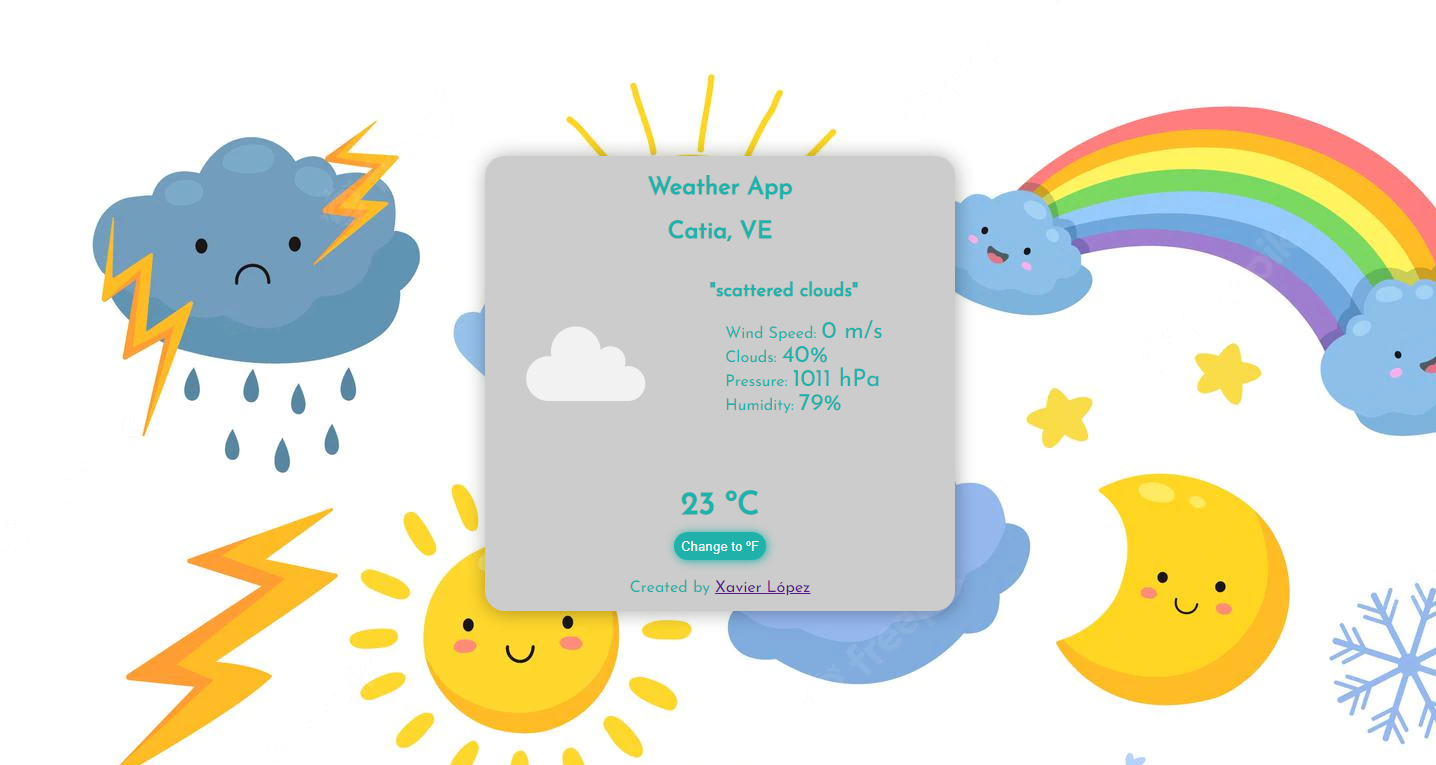 Weather App
Catia, VE
"scattered clouds"
Wind Speed: 0 m/s
Clouds: 40%
Pressure: 1011 hPa
Humidity: 79%
23 °C
Change to °F
Created by Xavier López